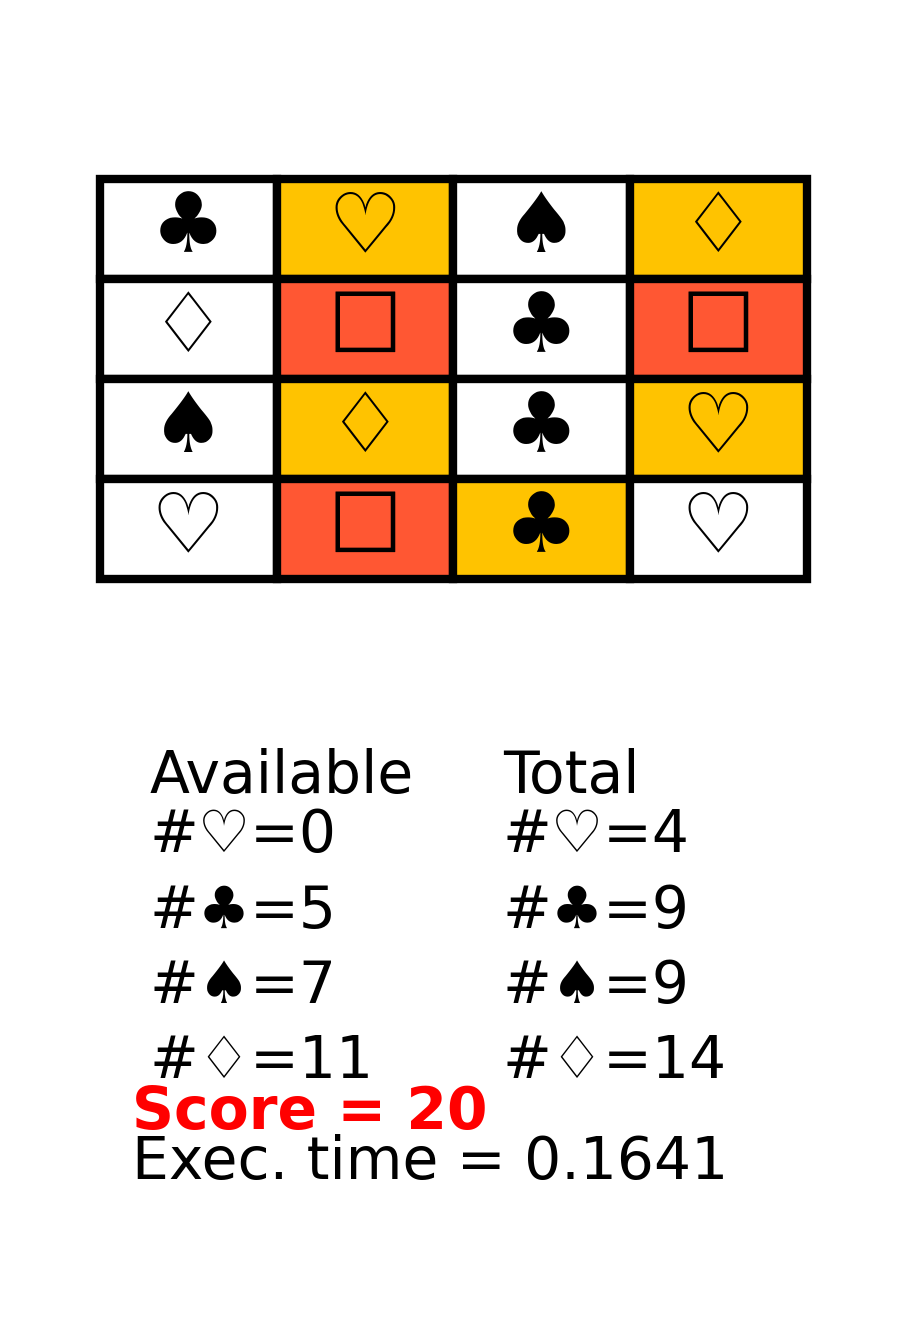 ♣ ♡ ♠ ♢
♢ □ ♣ □
♠ ♢ ♣ ♡
♡ □ ♣ ♡
Available Total
#♡=0 #♡=4
#♣=5 #♣=9
#♠=7 #♠=9
#♢=11 #♢=14
Score = 20
Exec. time = 0.1641